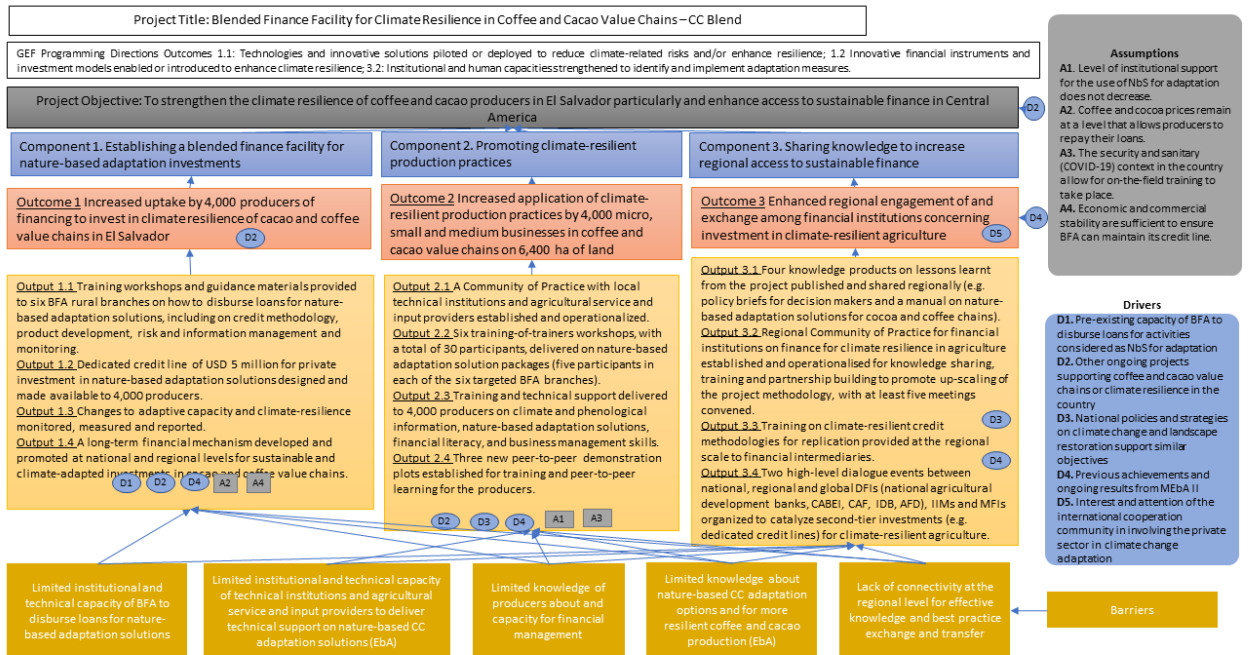 Project Title: Blended Finance Facility for Climate Resilience in Coffee and Cacao Value Chains – CC Blend
GEF Programming Directions Outcomes 1.1: Technologies and innovative solutions piloted or deployed to reduce climate-related risks and/or enhance resilience; 1.2 Innovative financial instruments and
investment models enabled or introduced to enhance climate resilience; 3.2: Institutional and human capacities strengthened to identify and implement adaptation measures.
Project Objective: To strengthen the climate resilience of coffee and cacao producers in El Salvador particularly and enhance access to sustainable finance in Central
America
D2
Component 1. Establishing a blended finance facility for
nature-based adaptation investments
Component 2. Promoting climate-resilient
production practices
Component 3. Sharing knowledge to increase
regional access to sustainable finance
Outcome 1 Increased uptake by 4,000 producers of
financing to invest in climate resilience of cacao and coffee
value chains in El Salvador
D2
Outcome 2 Increased application of climate-
resilient production practices by 4,000 micro,
small and medium businesses in coffee and
cacao value chains on 6,400 ha of land
Outcome 3 Enhanced regional engagement of and
exchange among financial institutions concerning
investment in climate-resilient agriculture
D5
D4
Output 1.1 Training workshops and guidance materials provided
to six BFA rural branches on how to disburse loans for nature-
based adaptation solutions, including on credit methodology,
product development, risk and information management and
monitoring.
Output 1.2 Dedicated credit line of USD 5 million for private
investment in nature-based adaptation solutions designed and
made available to 4,000 producers.
Output 1.3 Changes to adaptive capacity and climate-resilience
monitored, measured and reported.
Output 1.4 A long-term financial mechanism developed and
promoted at national and regional levels for sustainable and
climate-adapted investments in cacao and coffee value chains.
D1 D2 D4 A2 A4
Output 2.1 A Community of Practice with local
technical institutions and agricultural service and
input providers established and operationalized.
Output 2.2 Six training-of-trainers workshops, with
a total of 30 participants, delivered on nature-based
adaptation solution packages (five participants in
each of the six targeted BFA branches).
Output 2.3 Training and technical support delivered
to 4,000 producers on climate and phenological
information, nature-based adaptation solutions,
financial literacy, and business management skills.
Output 2.4 Three new peer-to-peer demonstration
plots established for training and peer-to-peer
learning for the producers.
D2 D3 D4 A1 A3
Output 3.1 Four knowledge products on lessons learnt
from the project published and shared regionally (e.g.
policy briefs for decision makers and a manual on nature-
based adaptation solutions for cocoa and coffee chains).
Output 3.2 Regional Community of Practice for financial
institutions on finance for climate resilience in agriculture
established and operationalised for knowledge sharing,
training and partnership building to promote up-scaling of
the project methodology, with at least five meetings
convened.
D3
Output 3.3 Training on climate-resilient credit
methodologies for replication provided at the regional
scale to financial intermediaries.
D4
Output 3.4 Two high-level dialogue events between
national, regional and global DFIs (national agricultural
development banks, CABEI, CAF, IDB, AFD), IIMs and MFIs
organized to catalyze second-tier investments (e.g.
dedicated credit lines) for climate-resilient agriculture.
Limited institutional and
technical capacity of BFA to
disburse loans for nature-
based adaptation solutions
Limited institutional and technical capacity
of technical institutions and agricultural
service and input providers to deliver
technical support on nature-based CC
adaptation solutions (EbA)
Limited knowledge of
producers about and
capacity for financial
management
Limited knowledge about
nature-based CC adaptation
options and for more
resilient coffee and cacao
production (EbA)
Lack of connectivity at the
regional level for effective
knowledge and best practice
exchange and transfer
Barriers
Assumptions
A1. Level of institutional support
for the use of NbS for adaptation
does not decrease.
A2. Coffee and cocoa prices remain
at a level that allows producers to
repay their loans.
A3. The security and sanitary
(COVID-19) context in the country
allow for on-the-field training to
take place.
A4. Economic and commercial
stability are sufficient to ensure
BFA can maintain its credit line.
Drivers
D1. Pre-existing capacity of BFA to
disburse loans for activities
considered as NbS for adaptation
D2. Other ongoing projects
supporting coffee and cacao value
chains or climate resilience in the
country
D3. National policies and strategies
on climate change and landscape
restoration support similar
objectives
D4. Previous achievements and
ongoing results from MEbA II
D5. Interest and attention of the
international cooperation
community in involving the private
sector in climate change
adaptation